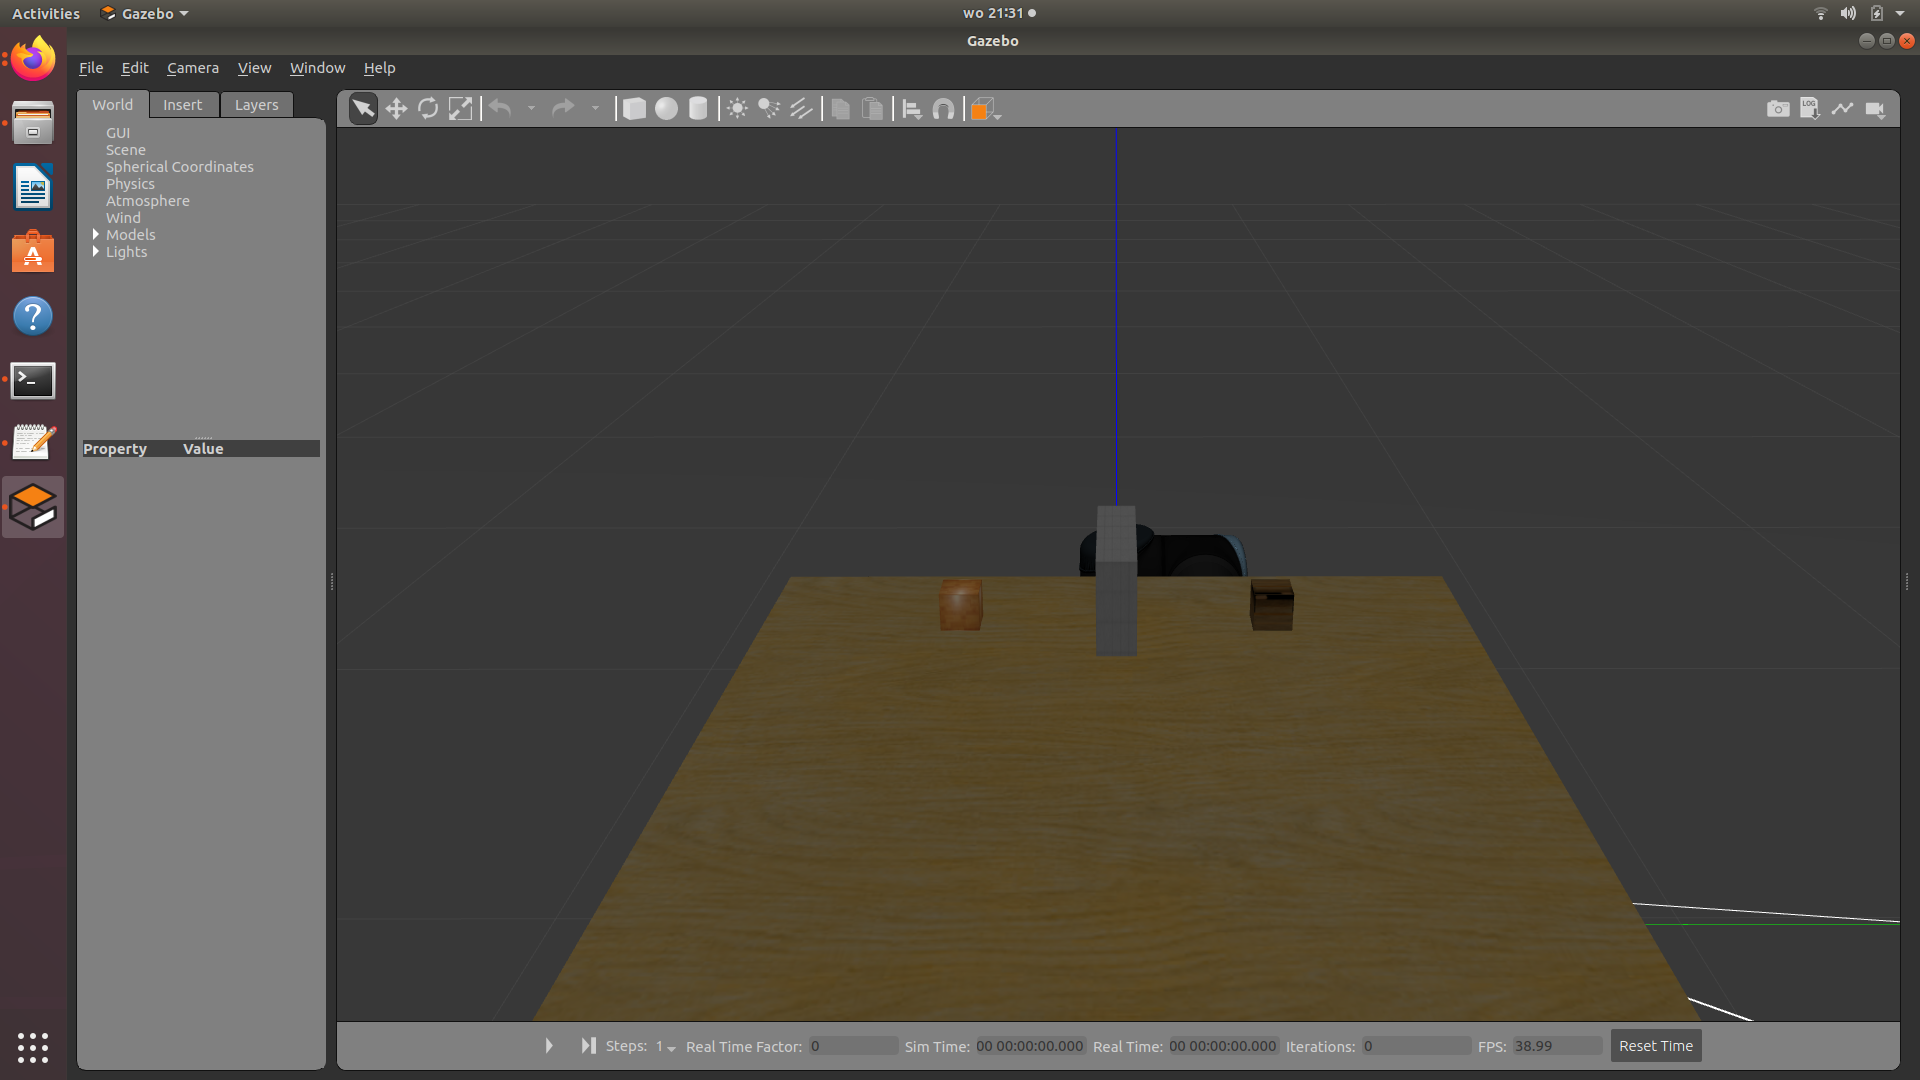 Activities Gazebo wo 21:31
Gazebo
File Edit Camera View Window Help
World Insert Layers
LOG
GUI
Scene
Spherical Coordinates
Physics
Atmosphere
Wind
Models
Lights
Property Value
Steps: 1 Real Time Factor: 0 Sim Time: 00 00:00:00.000 Real Time: 00 00:00:00.000 Iterations: 0 FPS: 38.99 Reset Time